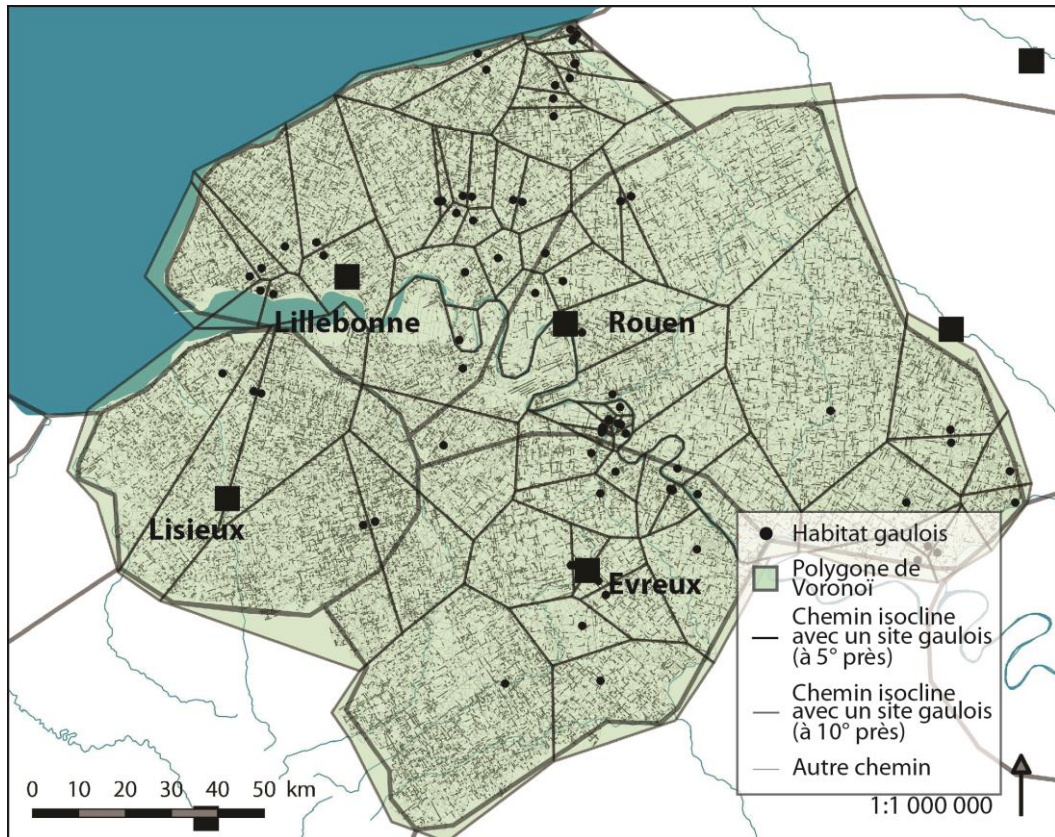 Lillebonne
Rouen
Lisieux
Evreux
Habitat gaulois
Polygone de
Voronoï
Chemin isocline
avec un site gaulois
(à 5° près)
Chemin isocline
avec un site gaulois
(à 10° près)
Autre chemin
0 10 20 30 40 50 km
1:1 000 000